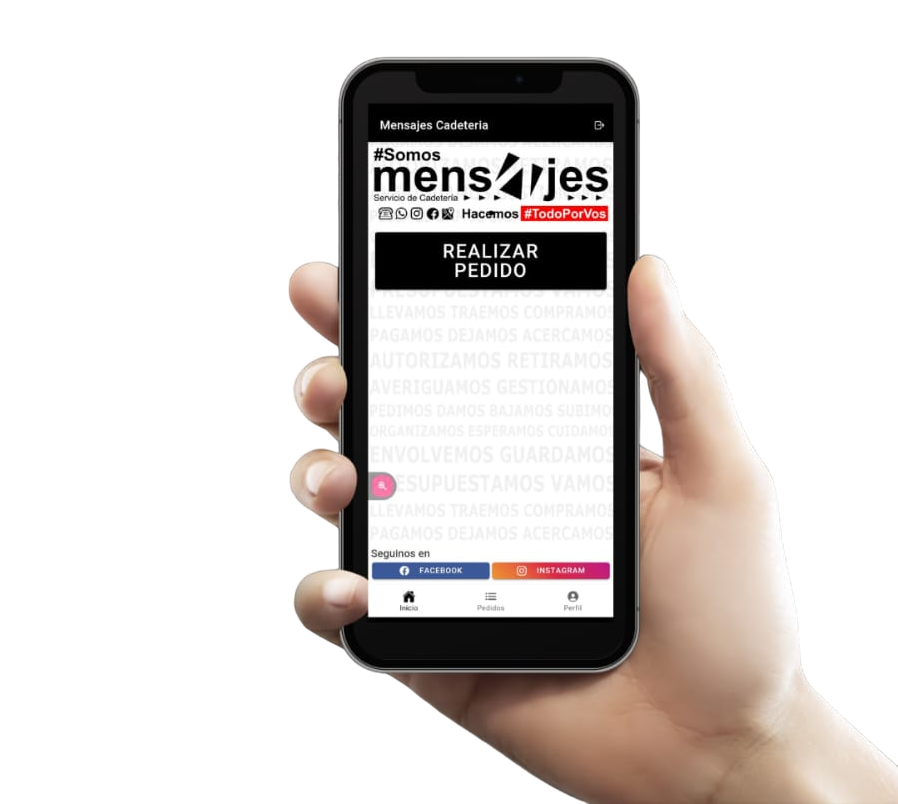 Mensajes Cadeteria
#Somos
mensajes
Servicio de Cadetería
Hacemos #TodoPorVos
REALIZAR
PEDIDO
PRESUPUESTAMOS VAMOS
LLEVAMOS TRAEMOS COMPRAMOS
PAGAMOS DEJAMOS ACERCAMOS
AUTORIZAMOS RETIRAMOS
AVERIGUAMOS GESTIONAMOS
PEDIMOS DAMOS BAJAMOS SUBIMO
ORGANIZAMOS ESPERAMOS CUIDAMOS
ENVOLVEMOS GUARDAMOS
ESUPUESTAMOS VAMOS
LLEVAMOS TRAEMOS COMPRAMOS
PAGAMOS DEJAMOS ACERCAMOS
Seguinos en
FACEBOOK INSTAGRAM
Inicio Pedidos Perfil